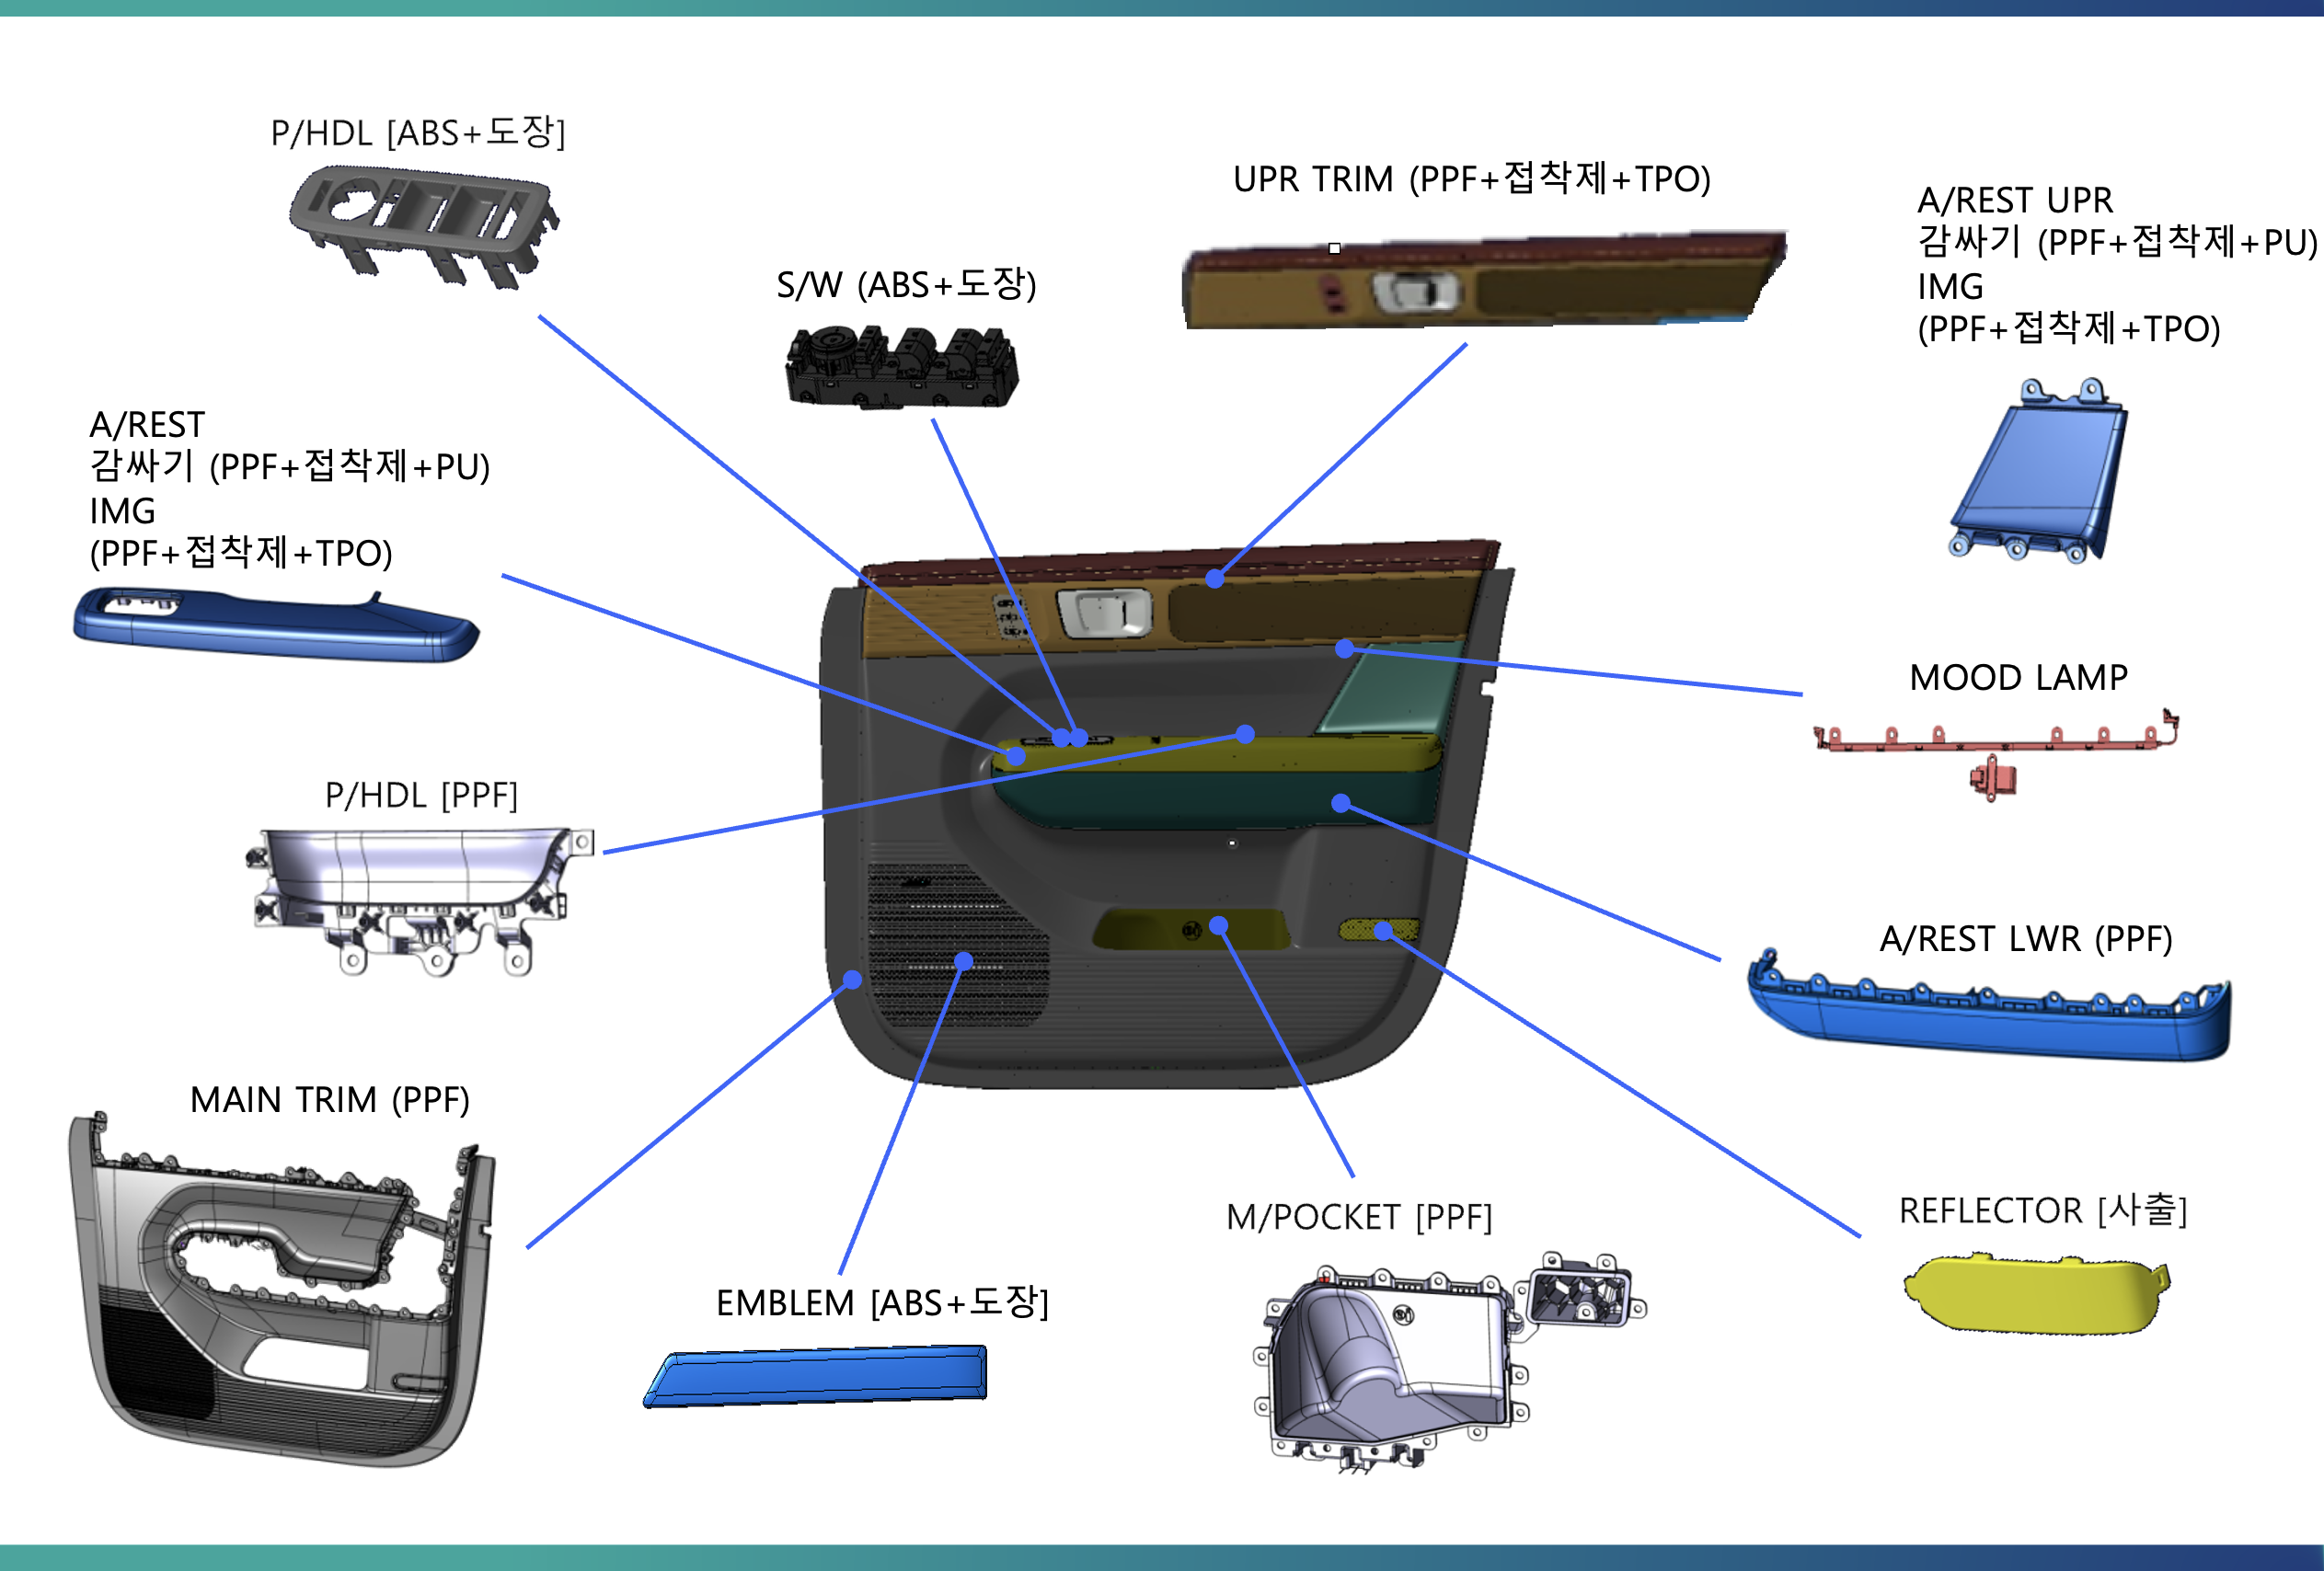 P/HDL [ABS+도장]
UPR TRIM (PPF+접착제+TPO)
A/REST UPR
감싸기 (PPF+접착제+PU)
IMG
(PPF+접착제+TPO)
S/W (ABS+도장)
A/REST
감싸기 (PPF+접착제+PU)
IMG
(PPF+접착제+TPO)
MOOD LAMP
P/HDL [PPF]
A/REST LWR (PPF)
MAIN TRIM (PPF)
M/POCKET [PPF]
REFLECTOR [사출]
EMBLEM [ABS+도장]